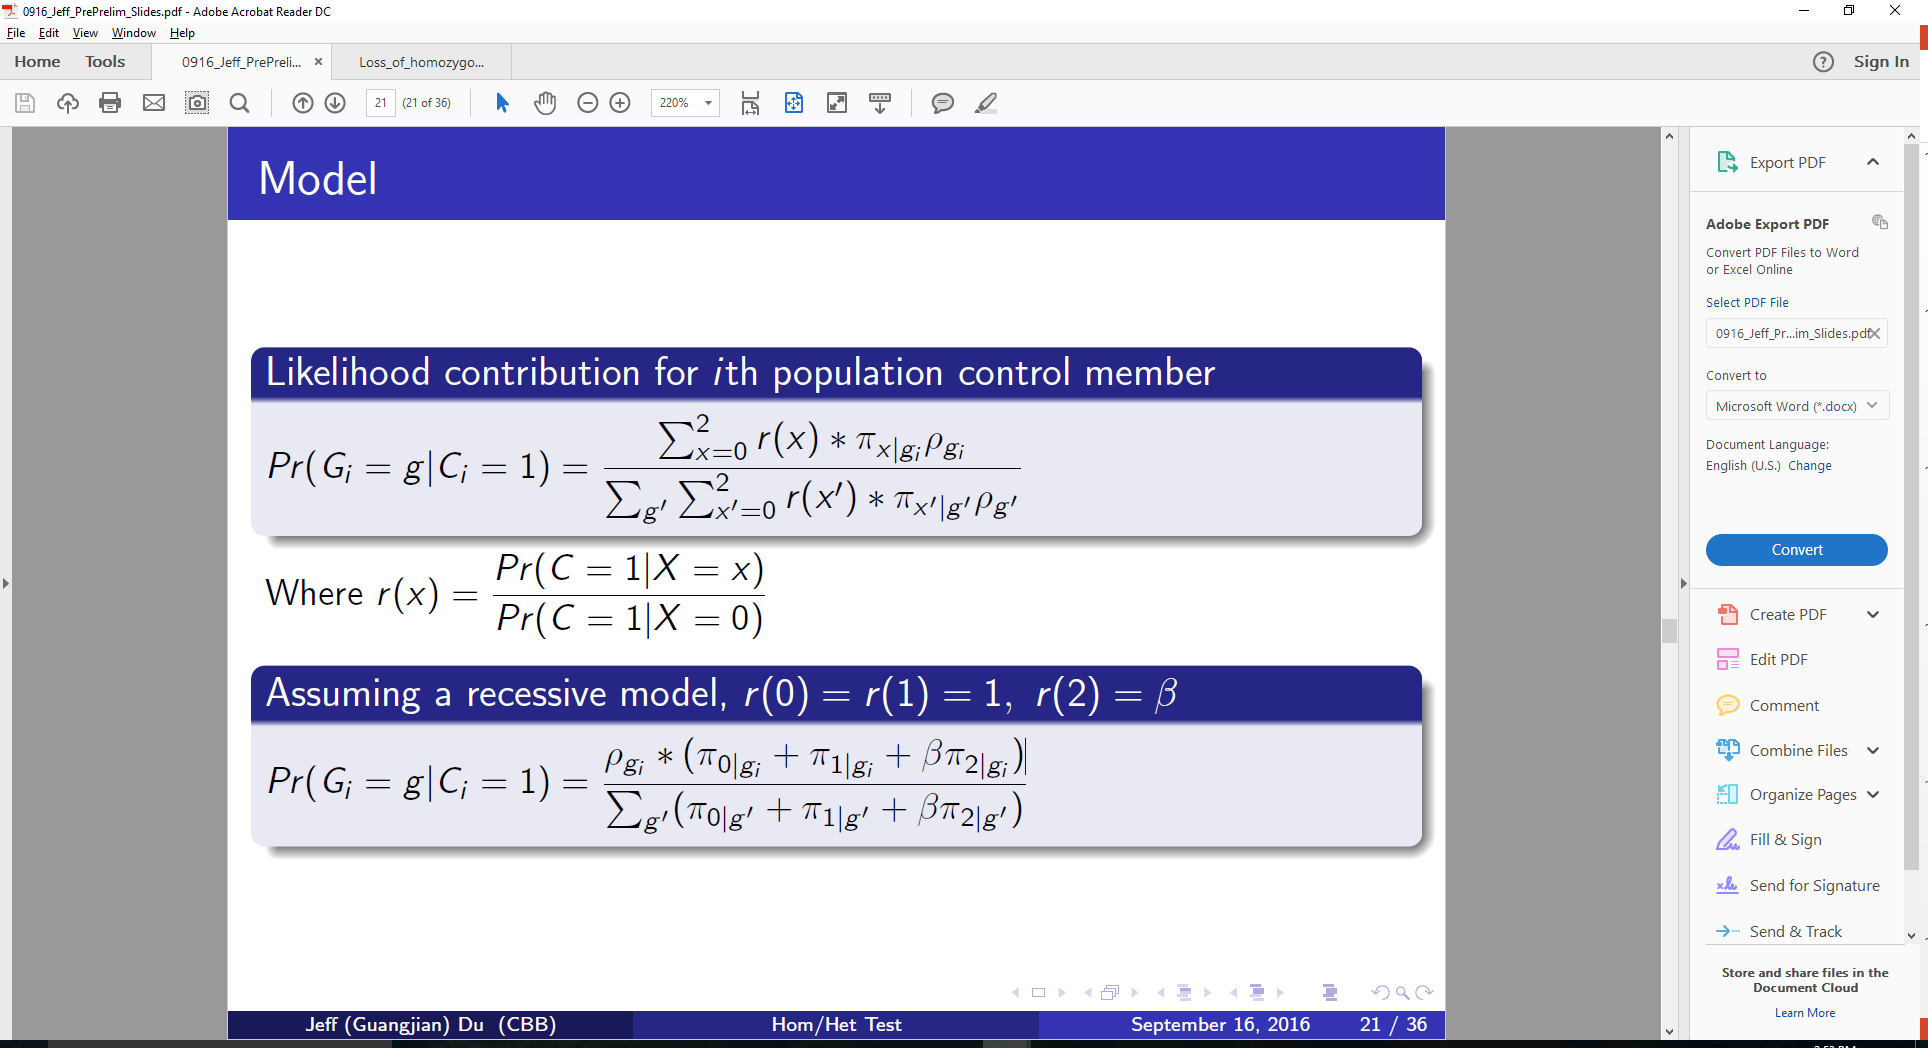 0916_Jeff_PrePrelim_Slides.pdf - Adobe Acrobat Reader DC
File Edit View Window Help
Home Tools 0916_Jeff_PrePreli... × Loss_of_homozygo... Sign In
21 (21 of 36) 220%
Model
Likelihood contribution for ith population control member
Pr(G_i = g|C_i = 1) = \frac{\sum_{x=0}^{2} r(x) * π_{x|g_i} ρ_{g_i}}{\sum_{g'} \sum_{x'=0}^{2} r(x') * π_{x'|g'} ρ_{g'}}
Where r(x) = \frac{Pr(C = 1|X = x)}{Pr(C = 1|X = 0)}
Assuming a recessive model, r(0) = r(1) = 1, r(2) = β
Pr(G_i = g|C_i = 1) = \frac{ρ_{g_i} * (π_{0|g_i} + π_{1|g_i} + βπ_{2|g_i})}{\sum_{g'} (π_{0|g'} + π_{1|g'} + βπ_{2|g'})}
Jeff (Guangjian) Du (CBB) Hom/Het Test September 16, 2016 21 / 36
Export PDF
Adobe Export PDF
Convert PDF Files to Word
or Excel Online
Select PDF File
0916_Jeff_Pr...im_Slides.pdf
Convert to
Microsoft Word (*.docx)
Document Language:
English (U.S.) Change
Convert
Create PDF
Edit PDF
Comment
Combine Files
Organize Pages
Fill & Sign
Send for Signature
Send & Track
Store and share files in the
Document Cloud
Learn More